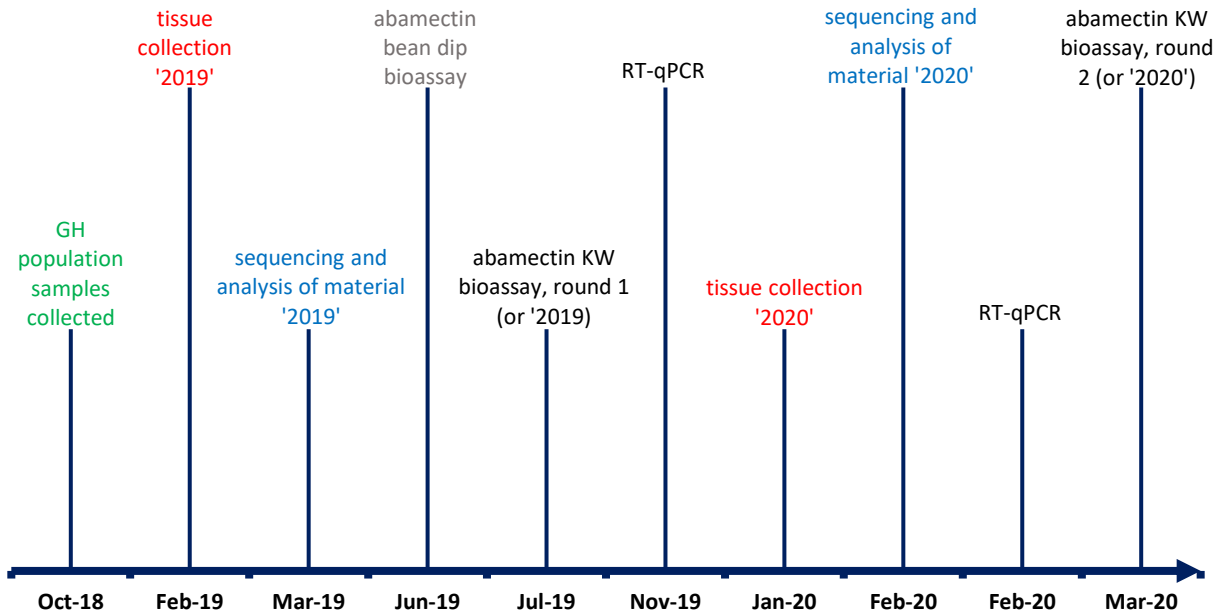 tissue
collection
'2019'
abamectin
bean dip
bioassay
RT-qPCR
sequencing and
analysis of
material '2020'
abamectin KW
bioassay, round
2 (or '2020')
GH
population
samples
collected
sequencing and
analysis of material
'2019'
abamectin KW
bioassay, round 1
(or '2019)
tissue collection
'2020'
RT-qPCR
Oct-18 Feb-19 Mar-19 Jun-19 Jul-19 Nov-19 Jan-20 Feb-20 Feb-20 Mar-20